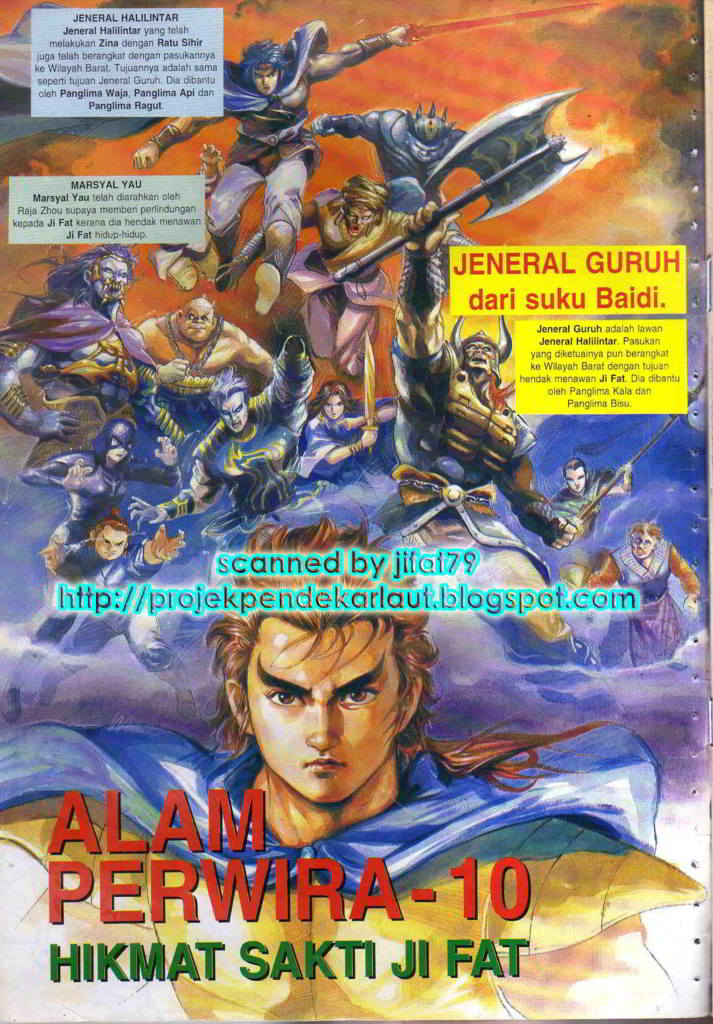 JENERAL HALILINTAR
Jeneral Halilintar yang telah
melakukan Zina dengan Ratu Sihir
juga telah berangkat dengan pasukannya
ke Wilayah Barat. Tujuannya adalah sama
seperti tujuan Jeneral Guruh. Dia dibantu
oleh Panglima Waja, Panglima Api dan
Panglima Ragut.
MARSYAL YAU
Marsyal Yau telah diarahkan oleh
Raja Zhou supaya memberi perlindungan
kepada Ji Fat kerana dia hendak menawan
Ji Fat hidup-hidup.
JENERAL GURUH
dari suku Baidi.
Jeneral Guruh adalah lawan
Jeneral Halilintar. Pasukan
yang diketuainya pun berangkat
ke Wilayah Barat dengan tujuan
hendak menawan Ji Fat. Dia dibantu
oleh Panglima Kala dan
Panglima Bisu.
scanned by jifat79
http://projekpendekarlaut.blogspot.com
ALAM
PERWIRA-10
HIKMAT SAKTI JI FAT